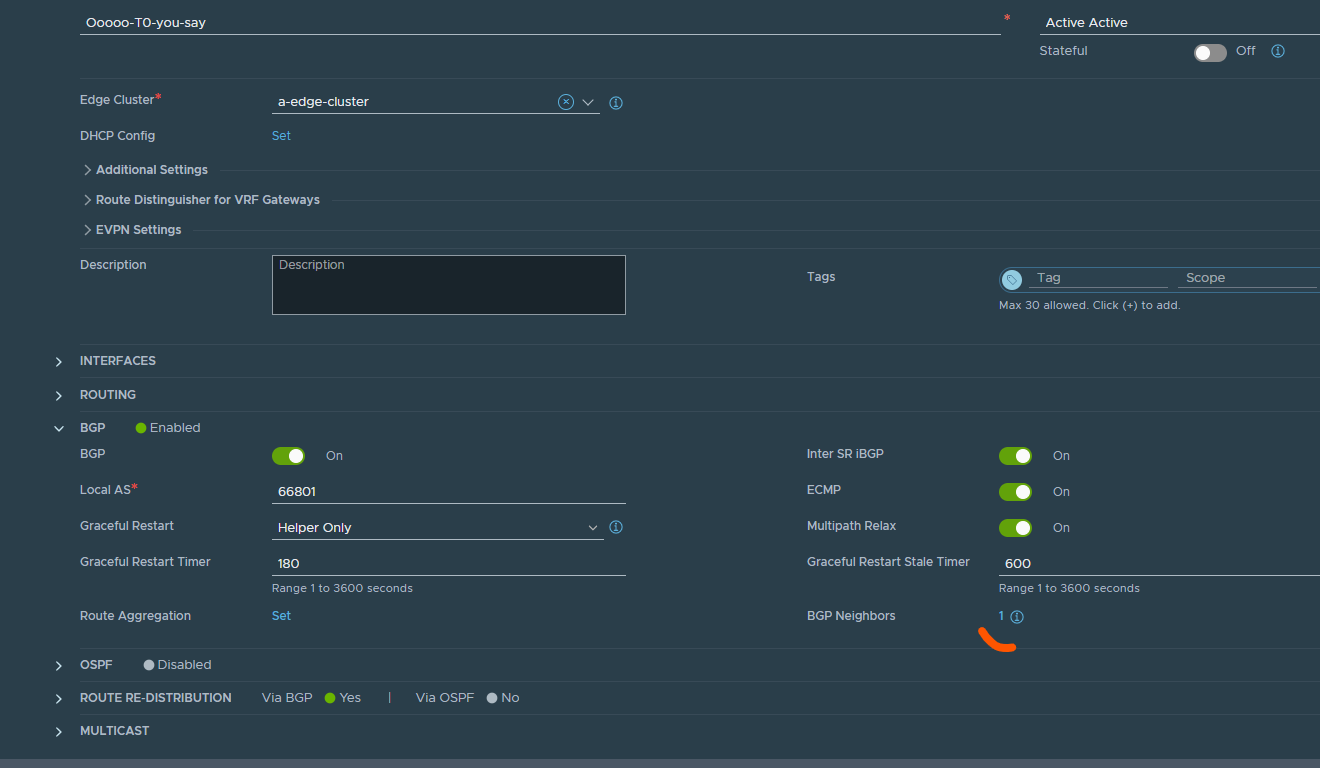 Ooooo-T0-you-say * Active Active
Stateful Off
Edge Cluster* a-edge-cluster
DHCP Config Set
Additional Settings
Route Distinguisher for VRF Gateways
EVPN Settings
Description Description Tags Tag Scope
Max 30 allowed. Click (+) to add.
INTERFACES
ROUTING
BGP Enabled
BGP On Inter SR iBGP On
Local AS* 66801 ECMP On
Graceful Restart Helper Only Multipath Relax On
Graceful Restart Timer 180 Graceful Restart Stale Timer 600
Range 1 to 3600 seconds Range 1 to 3600 seconds
Route Aggregation Set BGP Neighbors 1
OSPF Disabled
ROUTE RE-DISTRIBUTION Via BGP Yes | Via OSPF No
MULTICAST